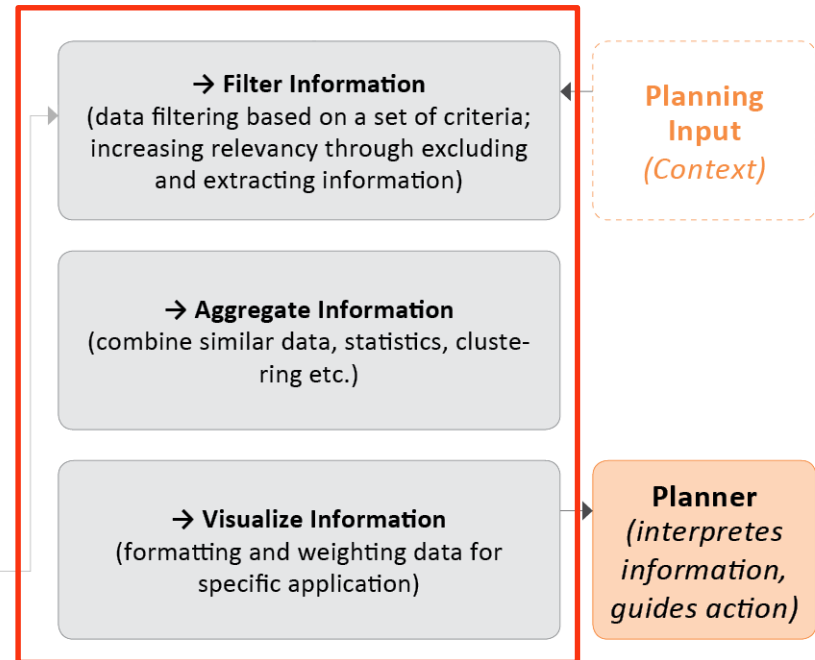 → Filter Information
(data filtering based on a set of criteria;
increasing relevancy through excluding
and extracting information)
Planning
Input
(Context)
→ Aggregate Information
(combine similar data, statistics, cluste-
ring etc.)
→ Visualize Information
(formatting and weighting data for
specific application)
Planner
(interpretes
information,
guides action)